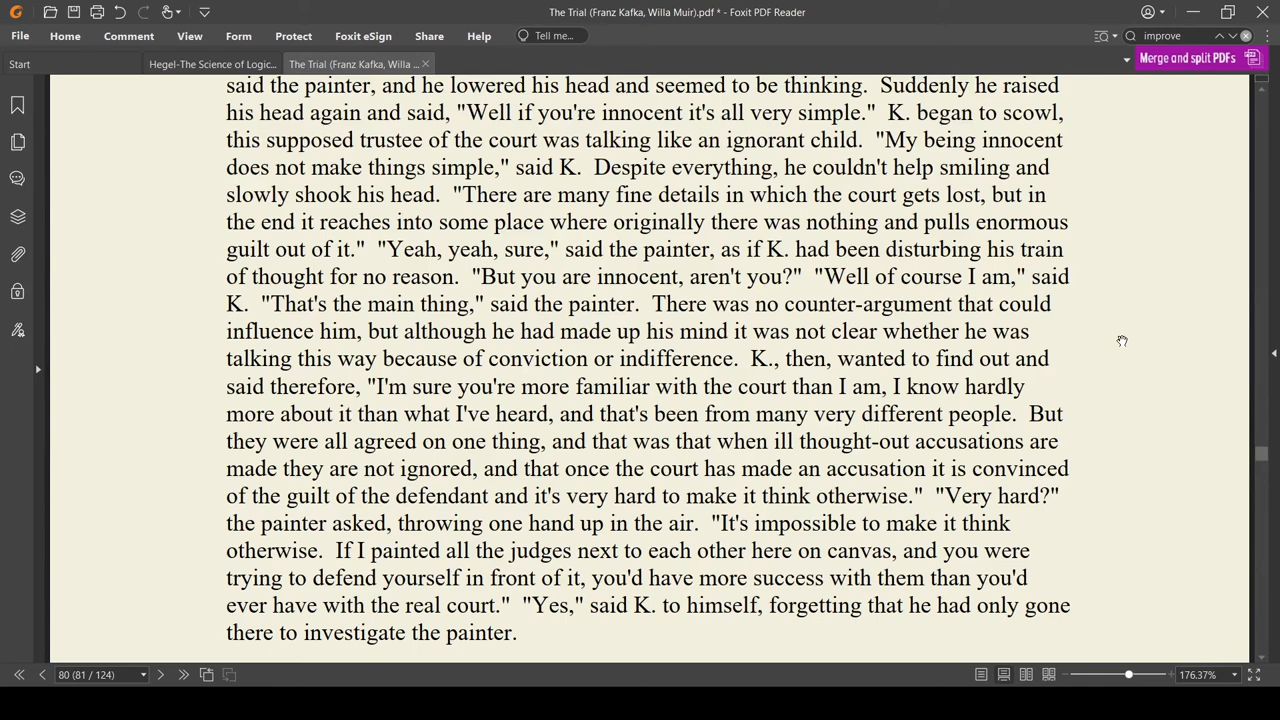 The Trial (Franz Kafka, Willa Muir).pdf * - Foxit PDF Reader
File Home Comment View Form Protect Foxit eSign Share Help Tell me... improve
Start Hegel-The Science of Logic... The Trial (Franz Kafka, Willa ... Merge and split PDFs
said the painter, and he lowered his head and seemed to be thinking.  Suddenly he raised
his head again and said, "Well if you're innocent it's all very simple."  K. began to scowl,
this supposed trustee of the court was talking like an ignorant child.  "My being innocent
does not make things simple," said K.  Despite everything, he couldn't help smiling and
slowly shook his head.  "There are many fine details in which the court gets lost, but in
the end it reaches into some place where originally there was nothing and pulls enormous
guilt out of it."  "Yeah, yeah, sure," said the painter, as if K. had been disturbing his train
of thought for no reason.  "But you are innocent, aren't you?"  "Well of course I am," said
K.  "That's the main thing," said the painter.  There was no counter-argument that could
influence him, but although he had made up his mind it was not clear whether he was
talking this way because of conviction or indifference.  K., then, wanted to find out and
said therefore, "I'm sure you're more familiar with the court than I am, I know hardly
more about it than what I've heard, and that's been from many very different people.  But
they were all agreed on one thing, and that was that when ill thought-out accusations are
made they are not ignored, and that once the court has made an accusation it is convinced
of the guilt of the defendant and it's very hard to make it think otherwise."  "Very hard?"
the painter asked, throwing one hand up in the air.  "It's impossible to make it think
otherwise.  If I painted all the judges next to each other here on canvas, and you were
trying to defend yourself in front of it, you'd have more success with them than you'd
ever have with the real court."  "Yes," said K. to himself, forgetting that he had only gone
there to investigate the painter.
80 (81 / 124) 176.37%